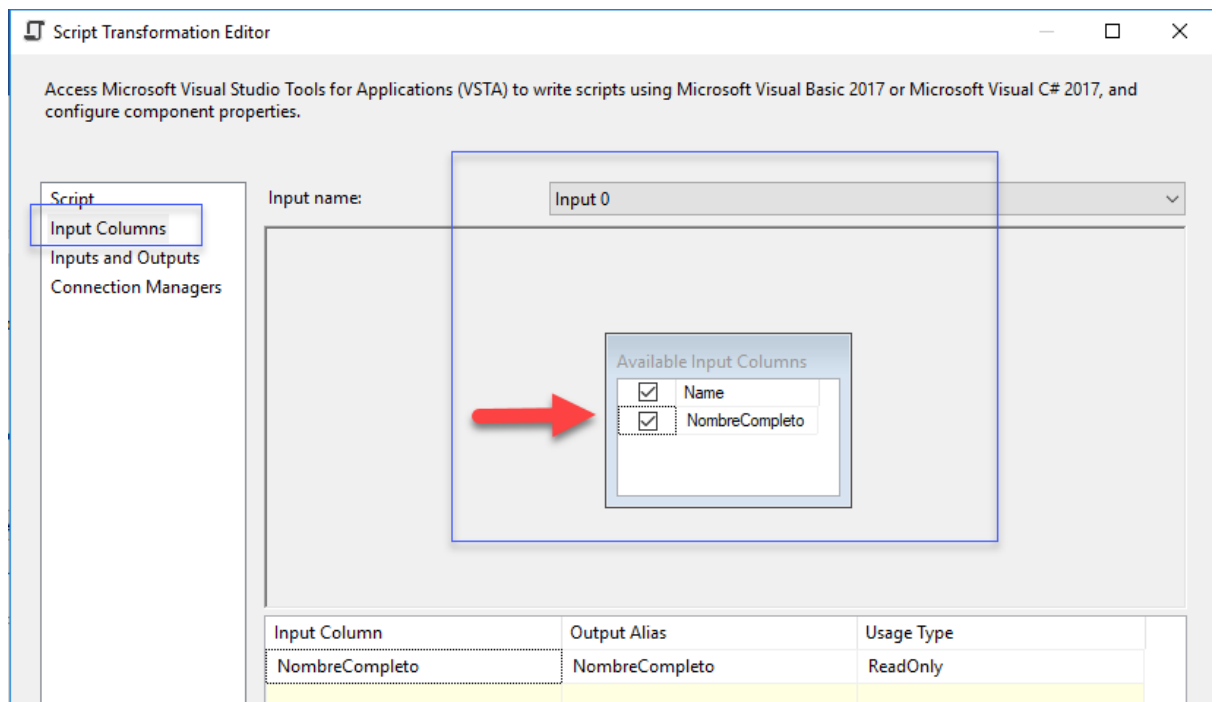 Script Transformation Editor
Access Microsoft Visual Studio Tools for Applications (VSTA) to write scripts using Microsoft Visual Basic 2017 or Microsoft Visual C# 2017, and
configure component properties.
Script
Input Columns
Inputs and Outputs
Connection Managers
Input name:
Input 0
Available Input Columns
Name
NombreCompleto
Input Column Output Alias Usage Type
NombreCompleto NombreCompleto ReadOnly